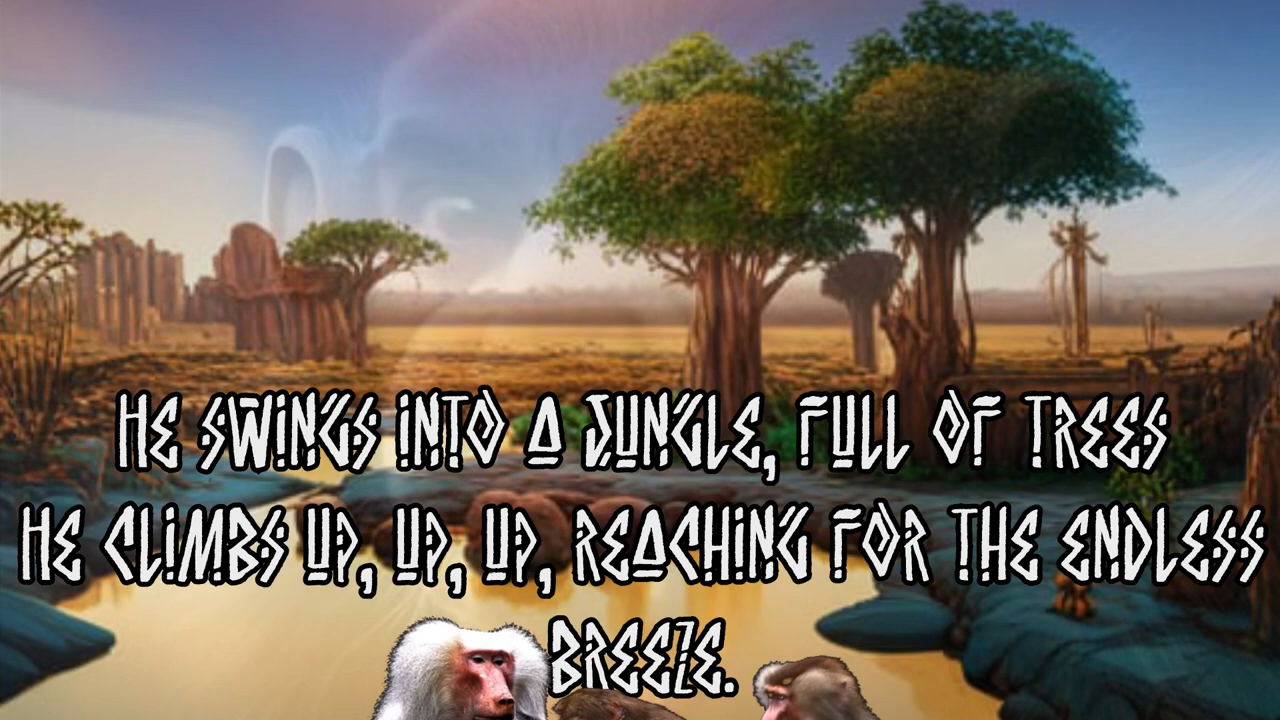 HE SWINGS INTO A JUNGLE, FULL OF TREES
HE CLIMBS UP, UP, UP, REACHING FOR THE ENDLESS
BREEZE.